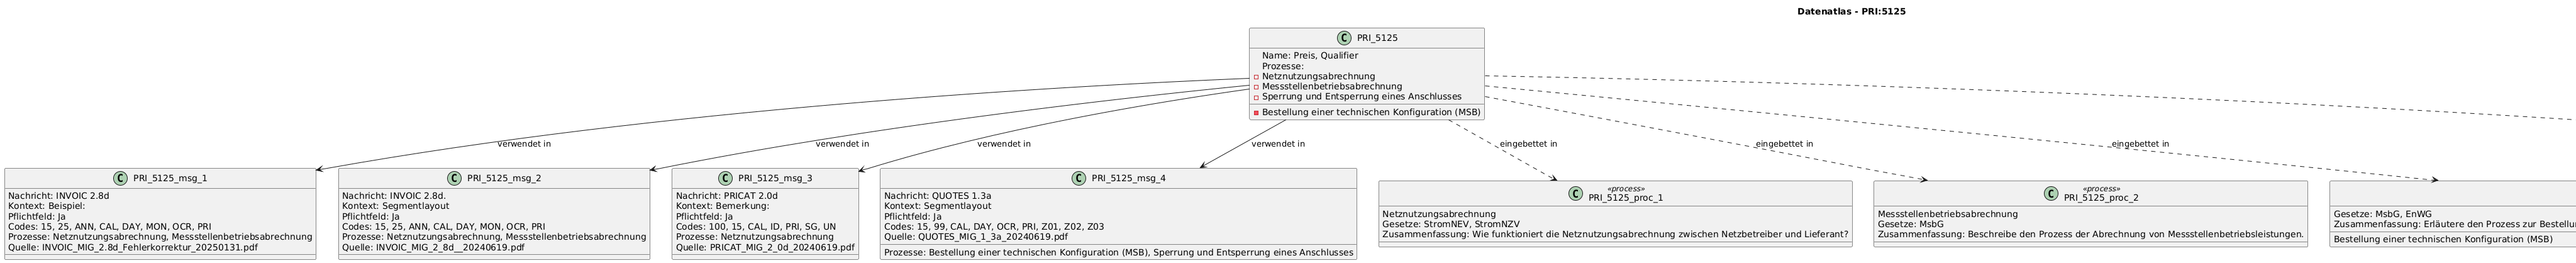 Datenatlas - PRI:5125
C PRI_5125
Name: Preis, Qualifier
Prozesse:
Netznutzungsabrechnung
Messstellenbetriebsabrechnung
Sperrung und Entsperrung eines Anschlusses
Bestellung einer technischen Konfiguration (MSB)
verwendet in
verwendet in
verwendet in
verwendet in
eingebettet in
eingebettet in
eingebettet in
C PRI_5125_msg_1
Nachricht: INVOIC 2.8d
Kontext: Beispiel:
Pflichtfeld: Ja
Codes: 15, 25, ANN, CAL, DAY, MON, OCR, PRI
Prozesse: Netznutzungsabrechnung, Messstellenbetriebsabrechnung
Quelle: INVOIC_MIG_2.8d_Fehlerkorrektur_20250131.pdf
C PRI_5125_msg_2
Nachricht: INVOIC 2.8d.
Kontext: Segmentlayout
Pflichtfeld: Ja
Codes: 15, 25, ANN, CAL, DAY, MON, OCR, PRI
Prozesse: Netznutzungsabrechnung, Messstellenbetriebsabrechnung
Quelle: INVOIC_MIG_2_8d__20240619.pdf
C PRI_5125_msg_3
Nachricht: PRICAT 2.0d
Kontext: Bemerkung:
Pflichtfeld: Ja
Codes: 100, 15, CAL, ID, PRI, SG, UN
Prozesse: Netznutzungsabrechnung
Quelle: PRICAT_MIG_2_0d_20240619.pdf
C PRI_5125_msg_4
Nachricht: QUOTES 1.3a
Kontext: Segmentlayout
Pflichtfeld: Ja
Codes: 15, 99, CAL, DAY, OCR, PRI, Z01, Z02, Z03
Quelle: QUOTES_MIG_1_3a_20240619.pdf
Prozesse: Bestellung einer technischen Konfiguration (MSB), Sperrung und Entsperrung eines Anschlusses
«process»
C PRI_5125_proc_1
Netznutzungsabrechnung
Gesetze: StromNEV, StromNZV
Zusammenfassung: Wie funktioniert die Netznutzungsabrechnung zwischen Netzbetreiber und Lieferant?
«process»
C PRI_5125_proc_2
Messstellenbetriebsabrechnung
Gesetze: MsbG
Zusammenfassung: Beschreibe den Prozess der Abrechnung von Messstellenbetriebsleistungen.
Gesetze: MsbG, EnWG
Zusammenfassung: Erläutere den Prozess zur Bestellu
Bestellung einer technischen Konfiguration (MSB)